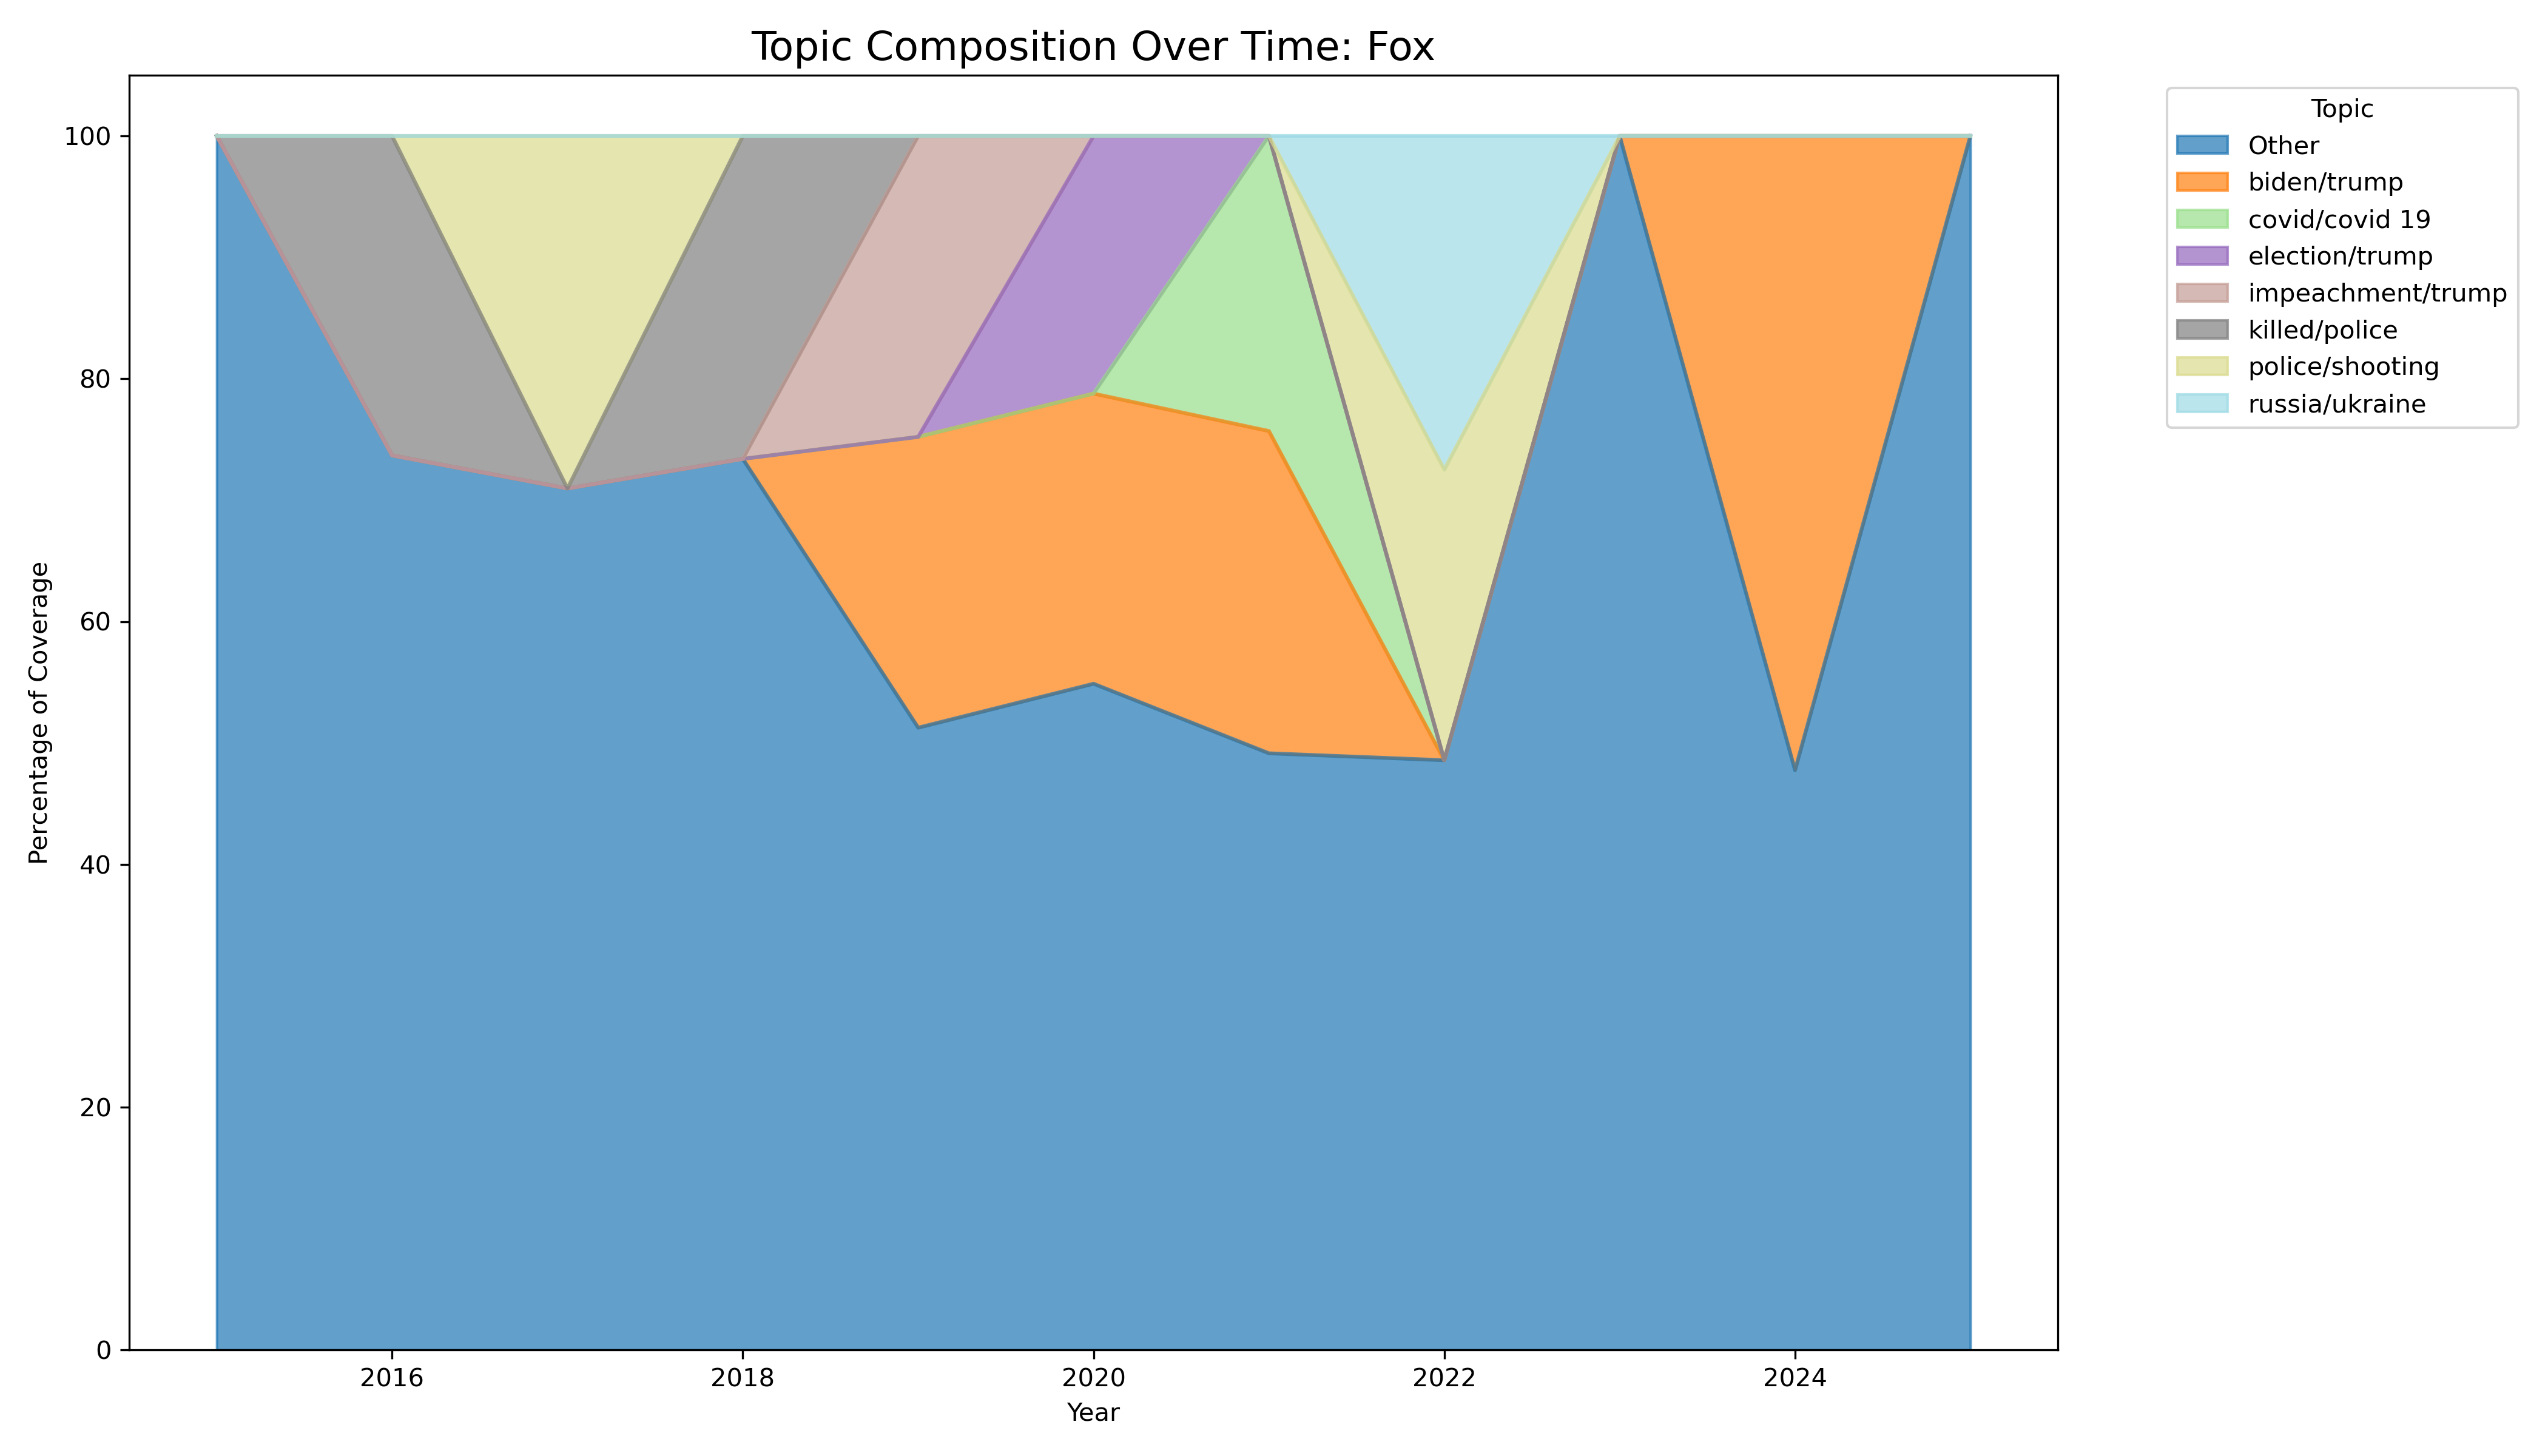 Topic Composition Over Time: Fox
Topic
Other
biden/trump
covid/covid 19
election/trump
impeachment/trump
killed/police
police/shooting
russia/ukraine
100
80
60
40
20
0
Percentage of Coverage
2016 2018 2020 2022 2024
Year